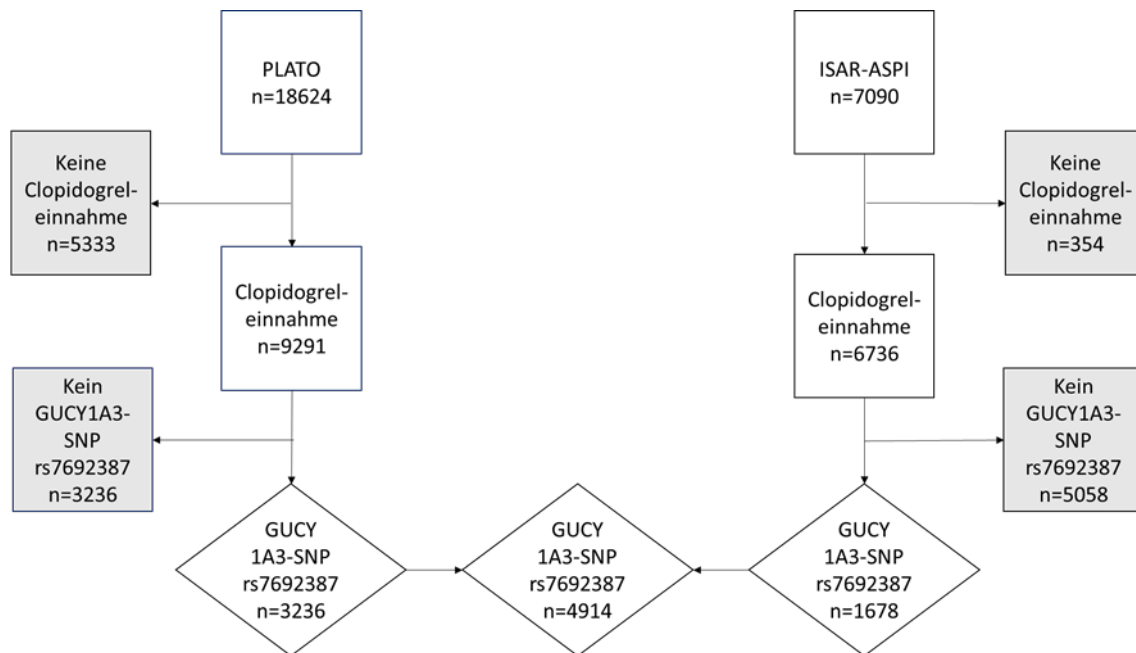 PLATO
n=18624
ISAR-ASPI
n=7090
Keine
Clopidogrel-
einnahme
n=5333
Keine
Clopidogrel-
einnahme
n=354
Clopidogrel-
einnahme
n=9291
Clopidogrel-
einnahme
n=6736
Kein
GUCY1A3-
SNP
rs7692387
n=3236
Kein
GUCY1A3-
SNP
rs7692387
n=5058
GUCY
1A3-SNP
rs7692387
n=3236
GUCY
1A3-SNP
rs7692387
n=4914
GUCY
1A3-SNP
rs7692387
n=1678